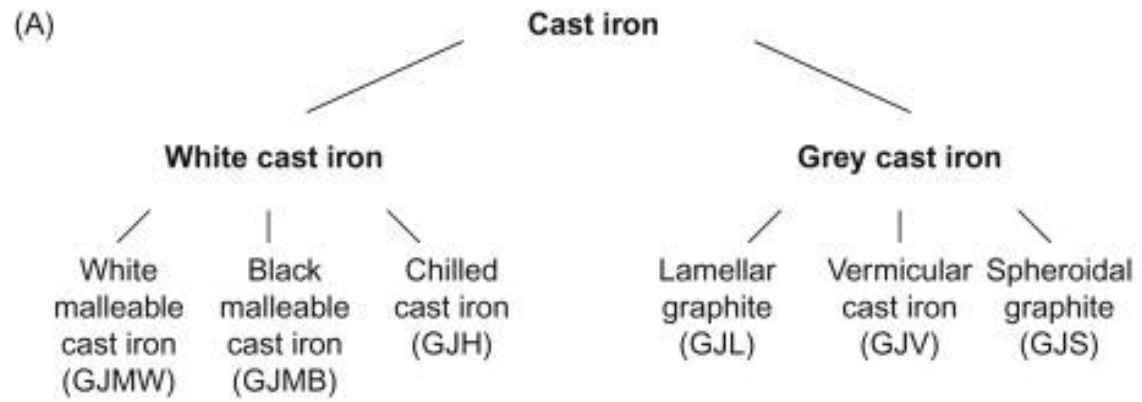 (A)
Cast iron
White cast iron
Grey cast iron
White
malleable
cast iron
(GJMW)
Black
malleable
cast iron
(GJMB)
Chilled
cast iron
(GJH)
Lamellar
graphite
(GJL)
Vermicular
cast iron
(GJV)
Spheroidal
graphite
(GJS)